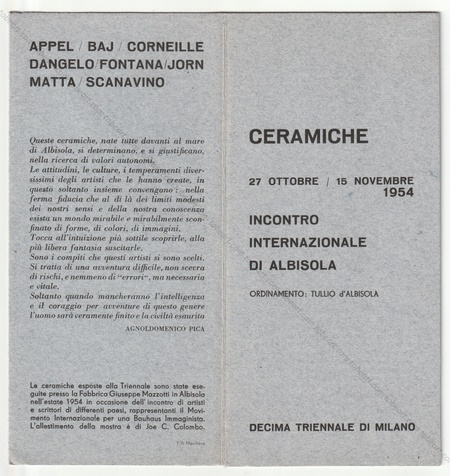 APPEL / BAJ / CORNEILLE
DANGELO/FONTANA/JORN
MATTA / SCANAVINO
Queste ceramiche, nate tutte davanti al mare
di Albisola, si determinano, e si giustificano,
nella ricerca di valori autonomi.
Le attitudini, le culture, i temperamenti diver-
sissimi degli artisti che le hanno create, in
questo soltanto insieme convengano: nella
ferma fiducia che al di là dei limiti modesti
dei nostri sensi e della nostra conoscenza
esista un mondo mirabile e mirabilmente scon-
finato di forme, di colori, di immagini.
Tocca all'intuizione più sottile scoprirle, alla
più libera fantasia suscitarle.
Sono i compiti che questi artisti si sono scelti.
Si tratta di una avventura difficile, non scevra
di rischi, e nemmeno di "errori", ma necessaria
e vitale.
Soltanto quando mancheranno l'intelligenza
e il coraggio per avventure di questo genere
l'uomo sarà veramente finito e la civiltà esaurita
AGNOLDOMENICO PICA
Le ceramiche esposte alla Triennale sono state ese-
guite presso la Fabbrica Giuseppe Mazzotti in Albisola
nell'estate 1954 in occasione dell'incontro di artisti
e scrittori di differenti paesi, rappresentanti il Movi-
mento Internazionale per una Bauhaus Immaginista.
L'allestimento della mostra è di Joe C. Colombo.
CERAMICHE
27 OTTOBRE / 15 NOVEMBRE
1954
INCONTRO
INTERNAZIONALE
DI ALBISOLA
ORDINAMENTO: TULLIO d'ALBISOLA
DECIMA TRIENNALE DI MILANO